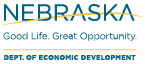 NEBRASKA
Good Life. Great Opportunity.
DEPT. OF ECONOMIC DEVELOPMENT